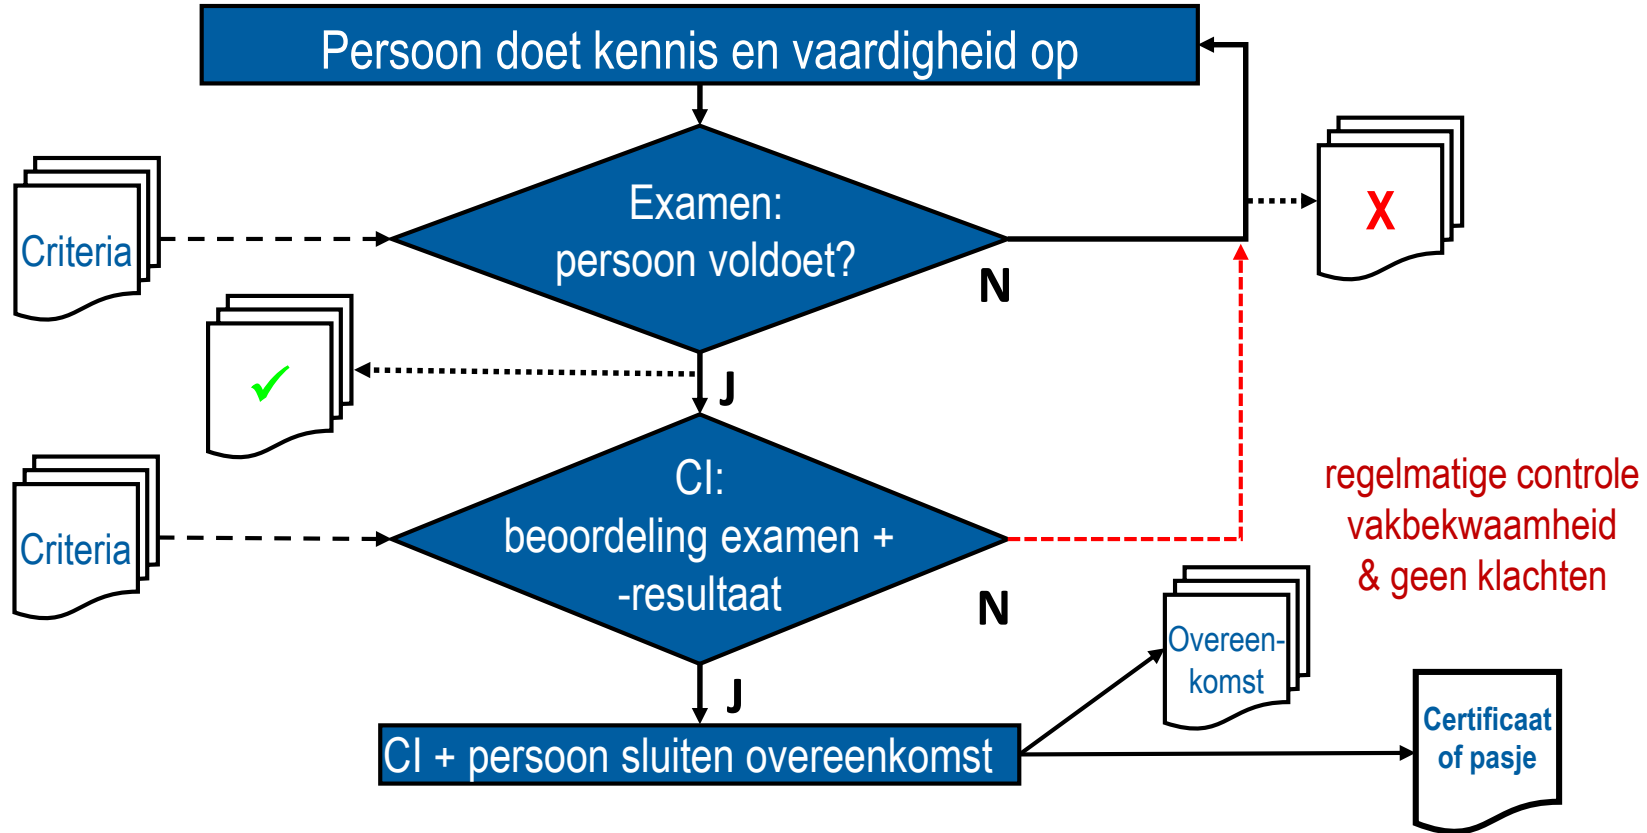 Persoon doet kennis en vaardigheid op
Criteria
Examen:
persoon voldoet?
N
X
J
Criteria
CI:
beoordeling examen +
-resultaat
N
regelmatige controle
vakbekwaamheid
& geen klachten
J
Overeen-
komst
CI + persoon sluiten overeenkomst
Certificaat
of pasje